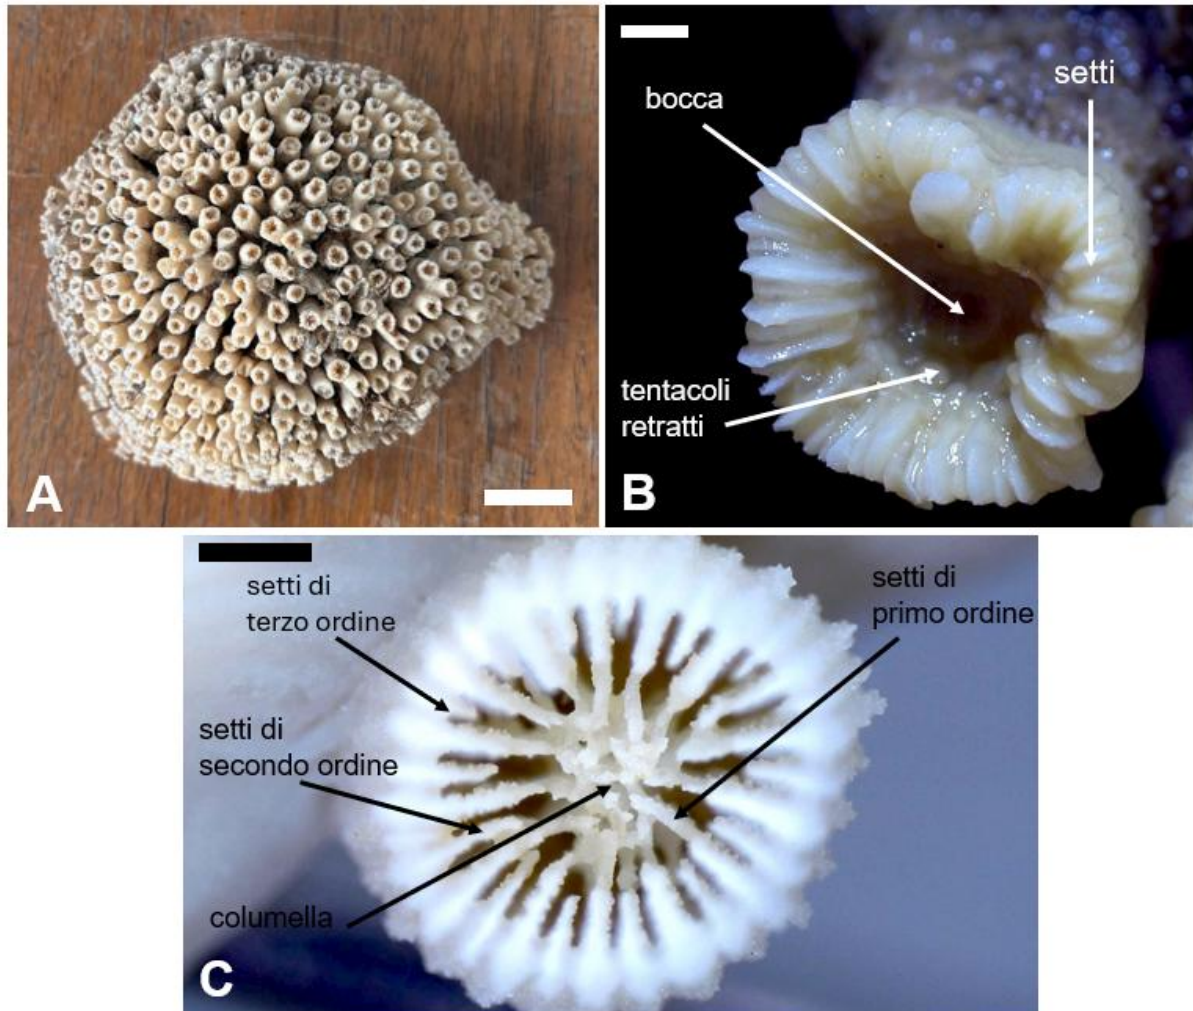 bocca
setti
tentacoli
retratti
A
B
setti di
terzo ordine
setti di
primo ordine
setti di
secondo ordine
columella
C